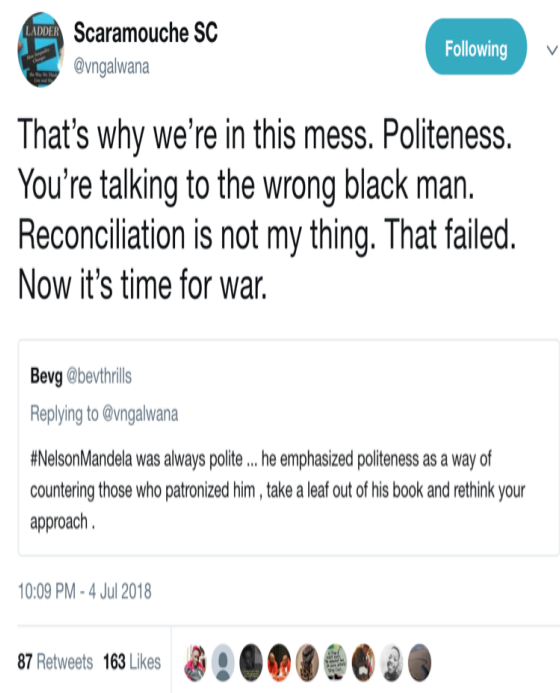 LADDER
Scaramouche SC
@vngalwana
Following
That's why we're in this mess. Politeness.
You're talking to the wrong black man.
Reconciliation is not my thing. That failed.
Now it's time for war.
Bevg @bevthrills
Replying to @vngalwana
#NelsonMandela was always polite ... he emphasized politeness as a way of
countering those who patronized him , take a leaf out of his book and rethink your
approach .
10:09 PM - 4 Jul 2018
87 Retweets 163 Likes